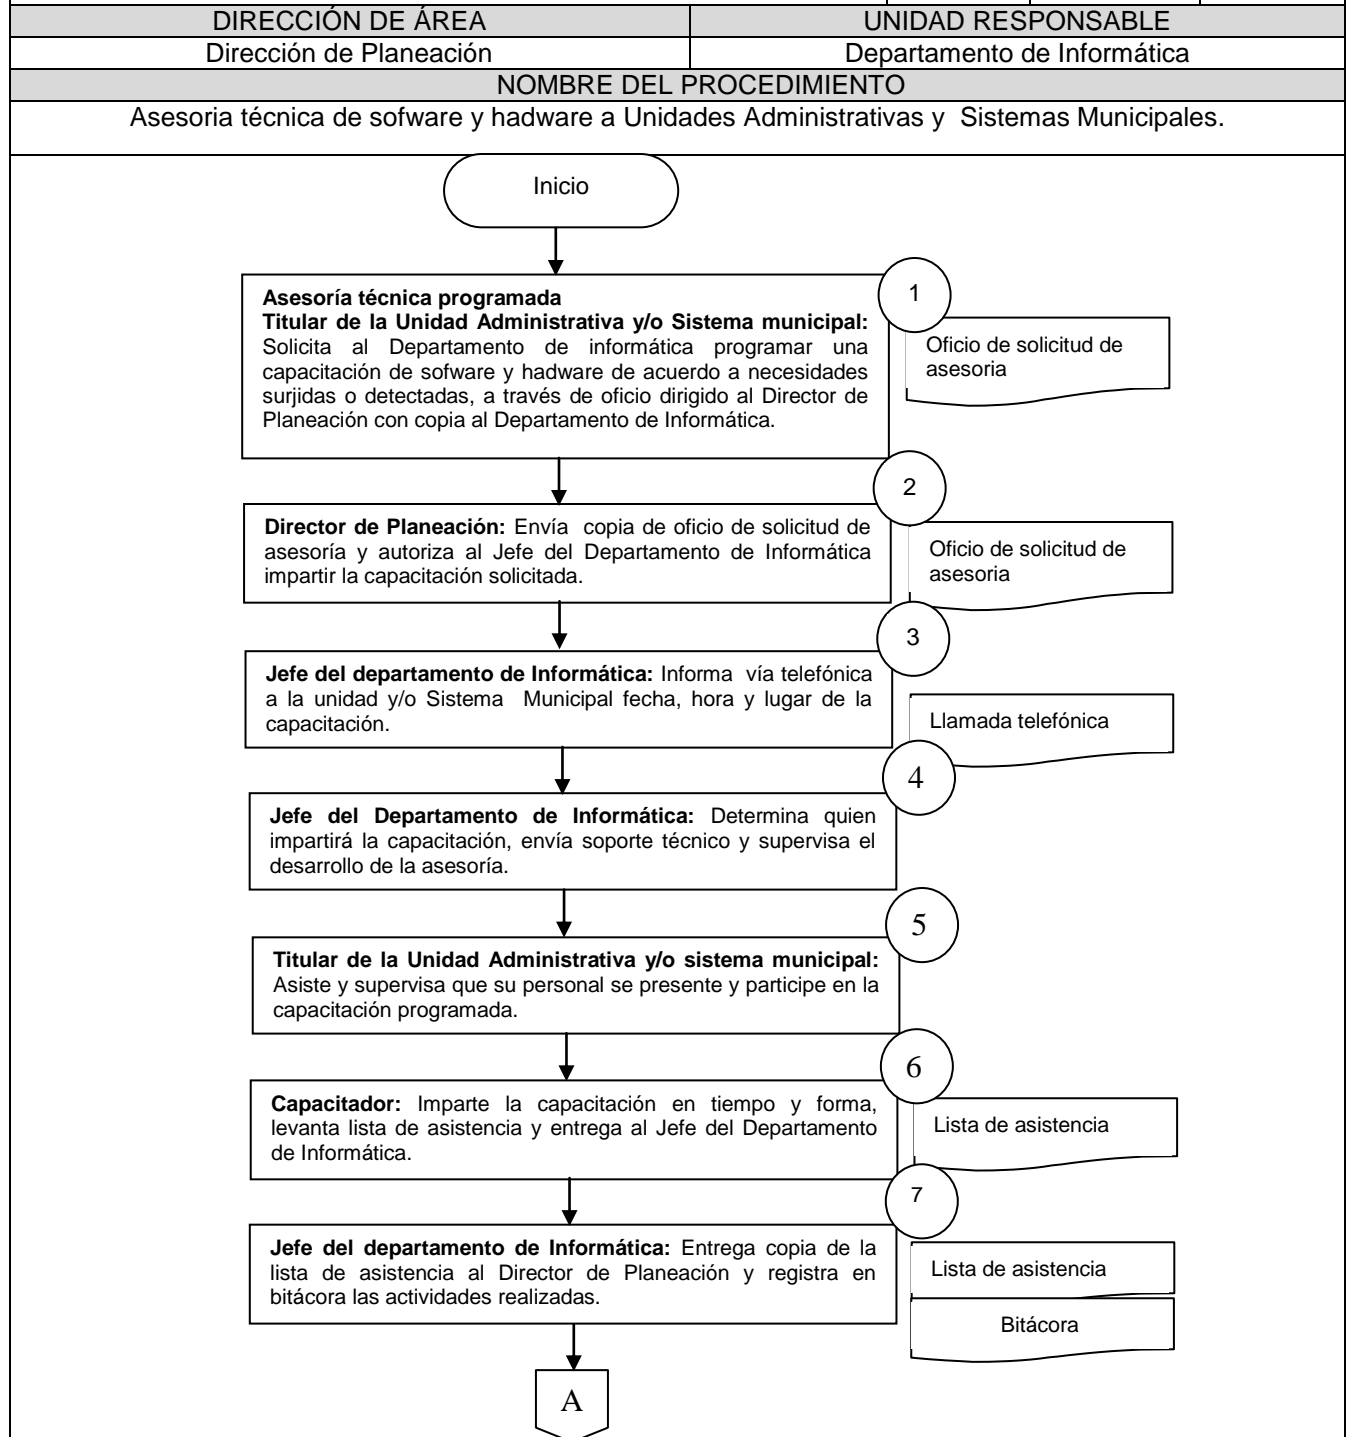 DIRECCIÓN DE ÁREA
UNIDAD RESPONSABLE
Dirección de Planeación
Departamento de Informática
NOMBRE DEL PROCEDIMIENTO
Asesoria técnica de sofware y hadware a Unidades Administrativas y Sistemas Municipales.
Inicio
1
Asesoría técnica programada
Titular de la Unidad Administrativa y/o Sistema municipal:
Solicita al Departamento de informática programar una
capacitación de sofware y hadware de acuerdo a necesidades
surjidas o detectadas, a través de oficio dirigido al Director de
Planeación con copia al Departamento de Informática.
Oficio de solicitud de
asesoria
2
Director de Planeación: Envía copia de oficio de solicitud de
asesoría y autoriza al Jefe del Departamento de Informática
impartir la capacitación solicitada.
Oficio de solicitud de
asesoria
3
Jefe del departamento de Informática: Informa vía telefónica
a la unidad y/o Sistema Municipal fecha, hora y lugar de la
capacitación.
Llamada telefónica
4
Jefe del Departamento de Informática: Determina quien
impartirá la capacitación, envía soporte técnico y supervisa el
desarrollo de la asesoría.
5
Titular de la Unidad Administrativa y/o sistema municipal:
Asiste y supervisa que su personal se presente y participe en la
capacitación programada.
6
Capacitador: Imparte la capacitación en tiempo y forma,
levanta lista de asistencia y entrega al Jefe del Departamento
de Informática.
Lista de asistencia
7
Jefe del departamento de Informática: Entrega copia de la
lista de asistencia al Director de Planeación y registra en
bitácora las actividades realizadas.
Lista de asistencia
Bitácora
A